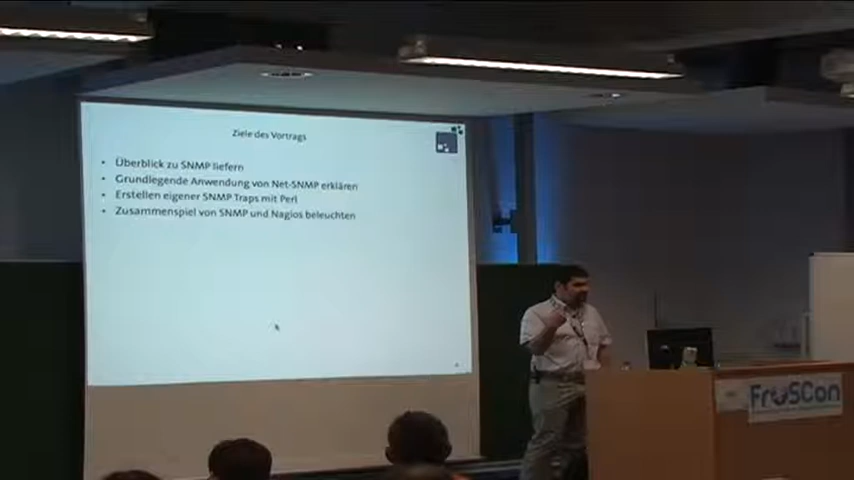 Ziele des Vortrags
• Überblick zu SNMP liefern
• Grundlegende Anwendung von Net-SNMP erklären
• Erstellen eigener SNMP Traps mit Perl
• Zusammenspiel von SNMP und Nagios beleuchten
FrOSCon